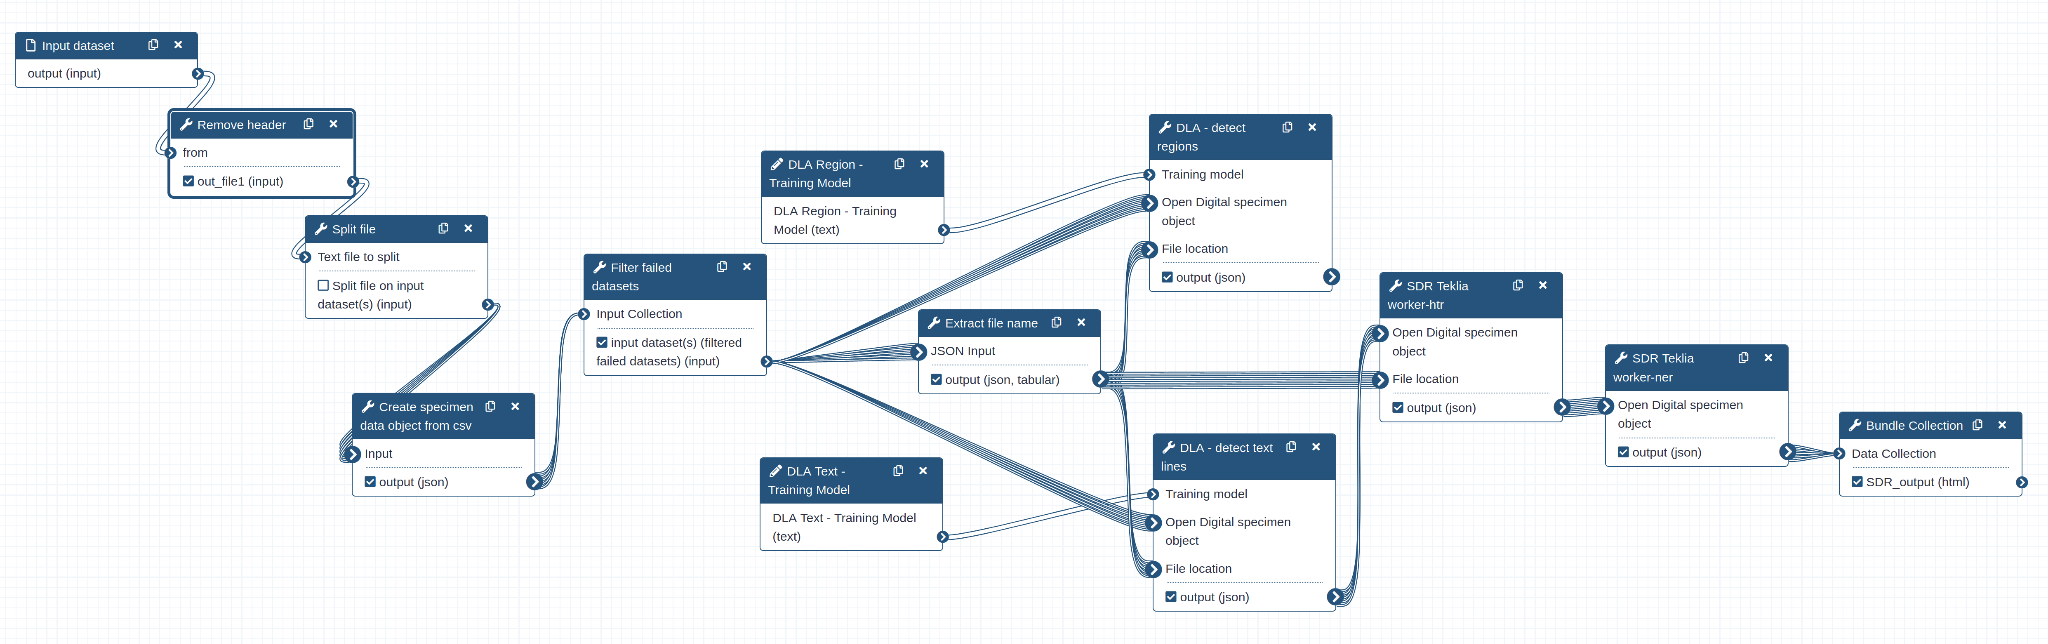 Input dataset
output (input)
Remove header
from
out_file1 (input)
Split file
Text file to split
Split file on input
dataset(s) (input)
Create specimen
data object from csv
Input
output (json)
Filter failed
datasets
Input Collection
input dataset(s) (filtered
failed datasets) (input)
DLA Region -
Training Model
DLA Region - Training
Model (text)
Extract file name
JSON Input
output (json, tabular)
DLA Text -
Training Model
DLA Text - Training Model
(text)
DLA - detect
regions
Training model
Open Digital specimen
object
File location
output (json)
DLA - detect text
lines
Training model
Open Digital specimen
object
File location
output (json)
SDR Teklia
worker-htr
Open Digital specimen
object
File location
output (json)
SDR Teklia
worker-ner
Open Digital specimen
object
output (json)
Bundle Collection
Data Collection
SDR_output (html)